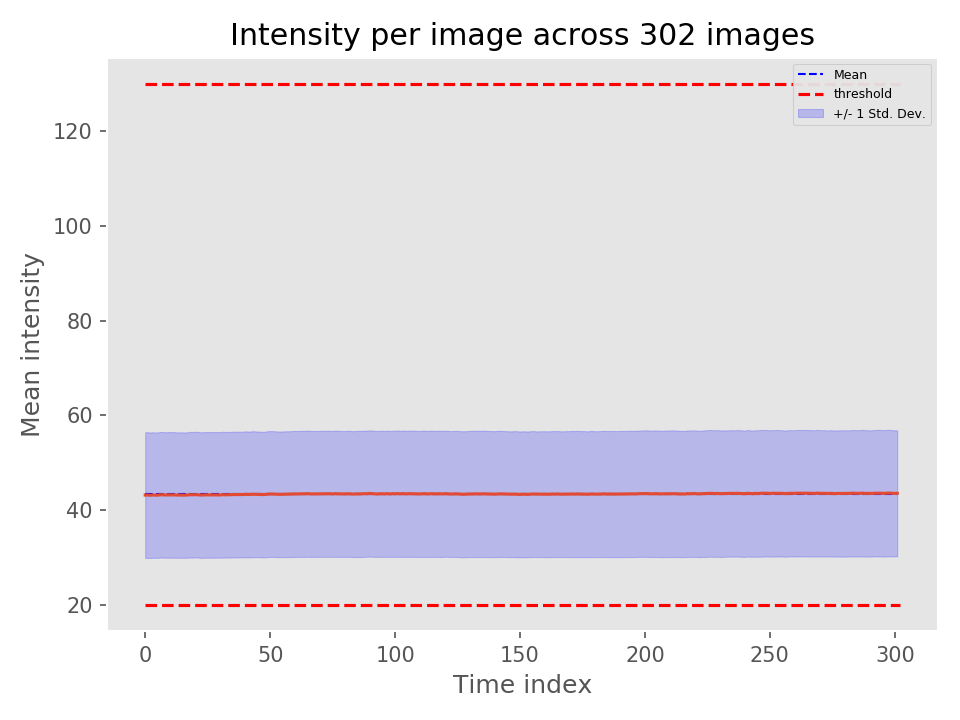 Intensity per image across 302 images
Mean
threshold
+/- 1 Std. Dev.
120
100
80
60
40
20
Mean intensity
0 50 100 150 200 250 300
Time index